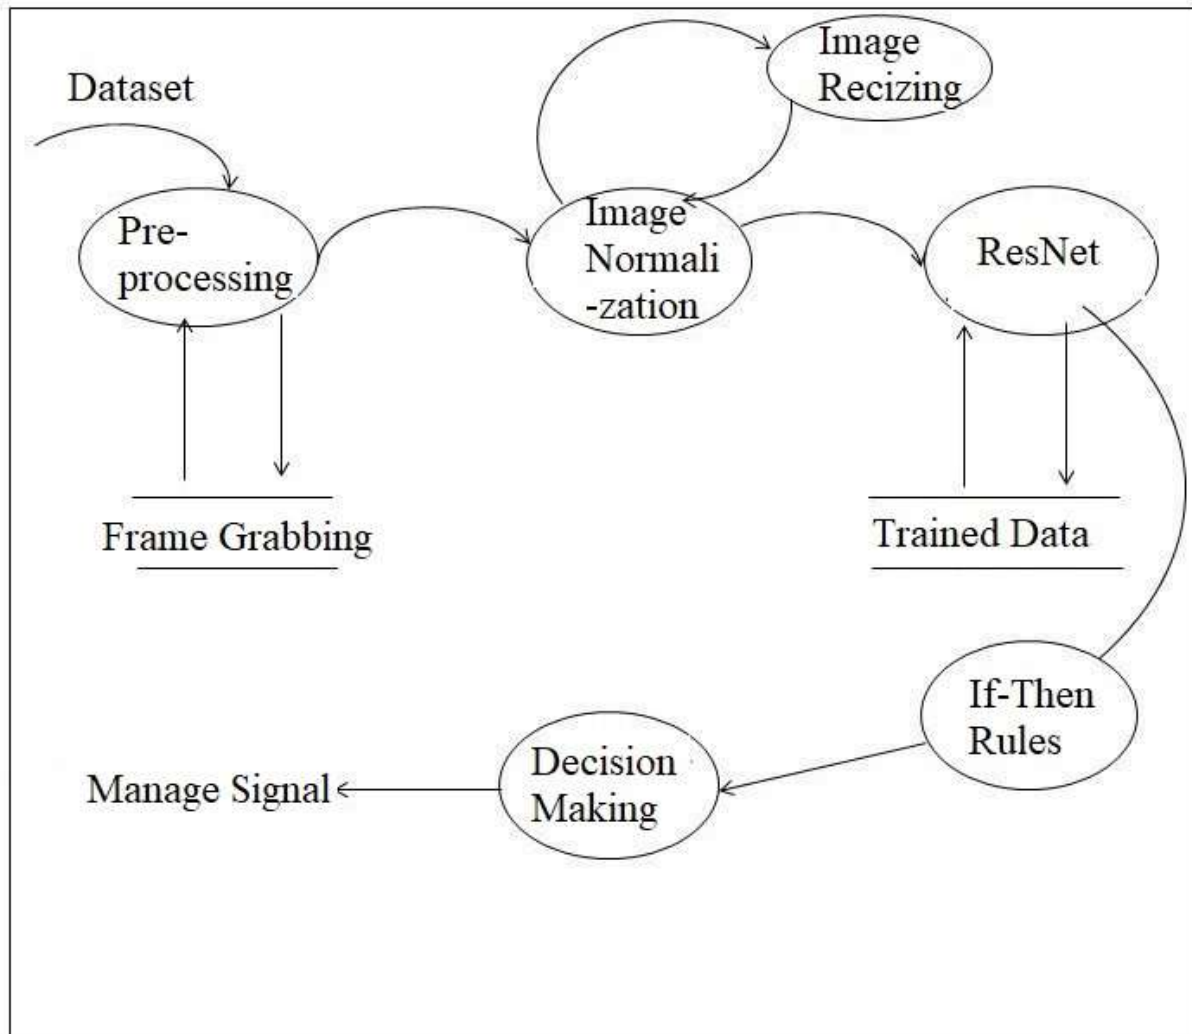 Dataset
Image
Recizing
Pre-
processing
Image
Normali
-zation
ResNet
Frame Grabbing
Trained Data
If-Then
Rules
Decision
Making
Manage Signal